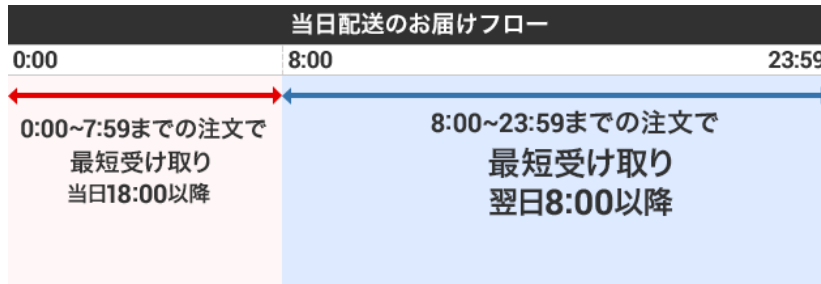 当日配送のお届けフロー
0:00
8:00
23:59
0:00~7:59までの注文で
最短受け取り
当日18:00以降
8:00~23:59までの注文で
最短受け取り
翌日8:00以降